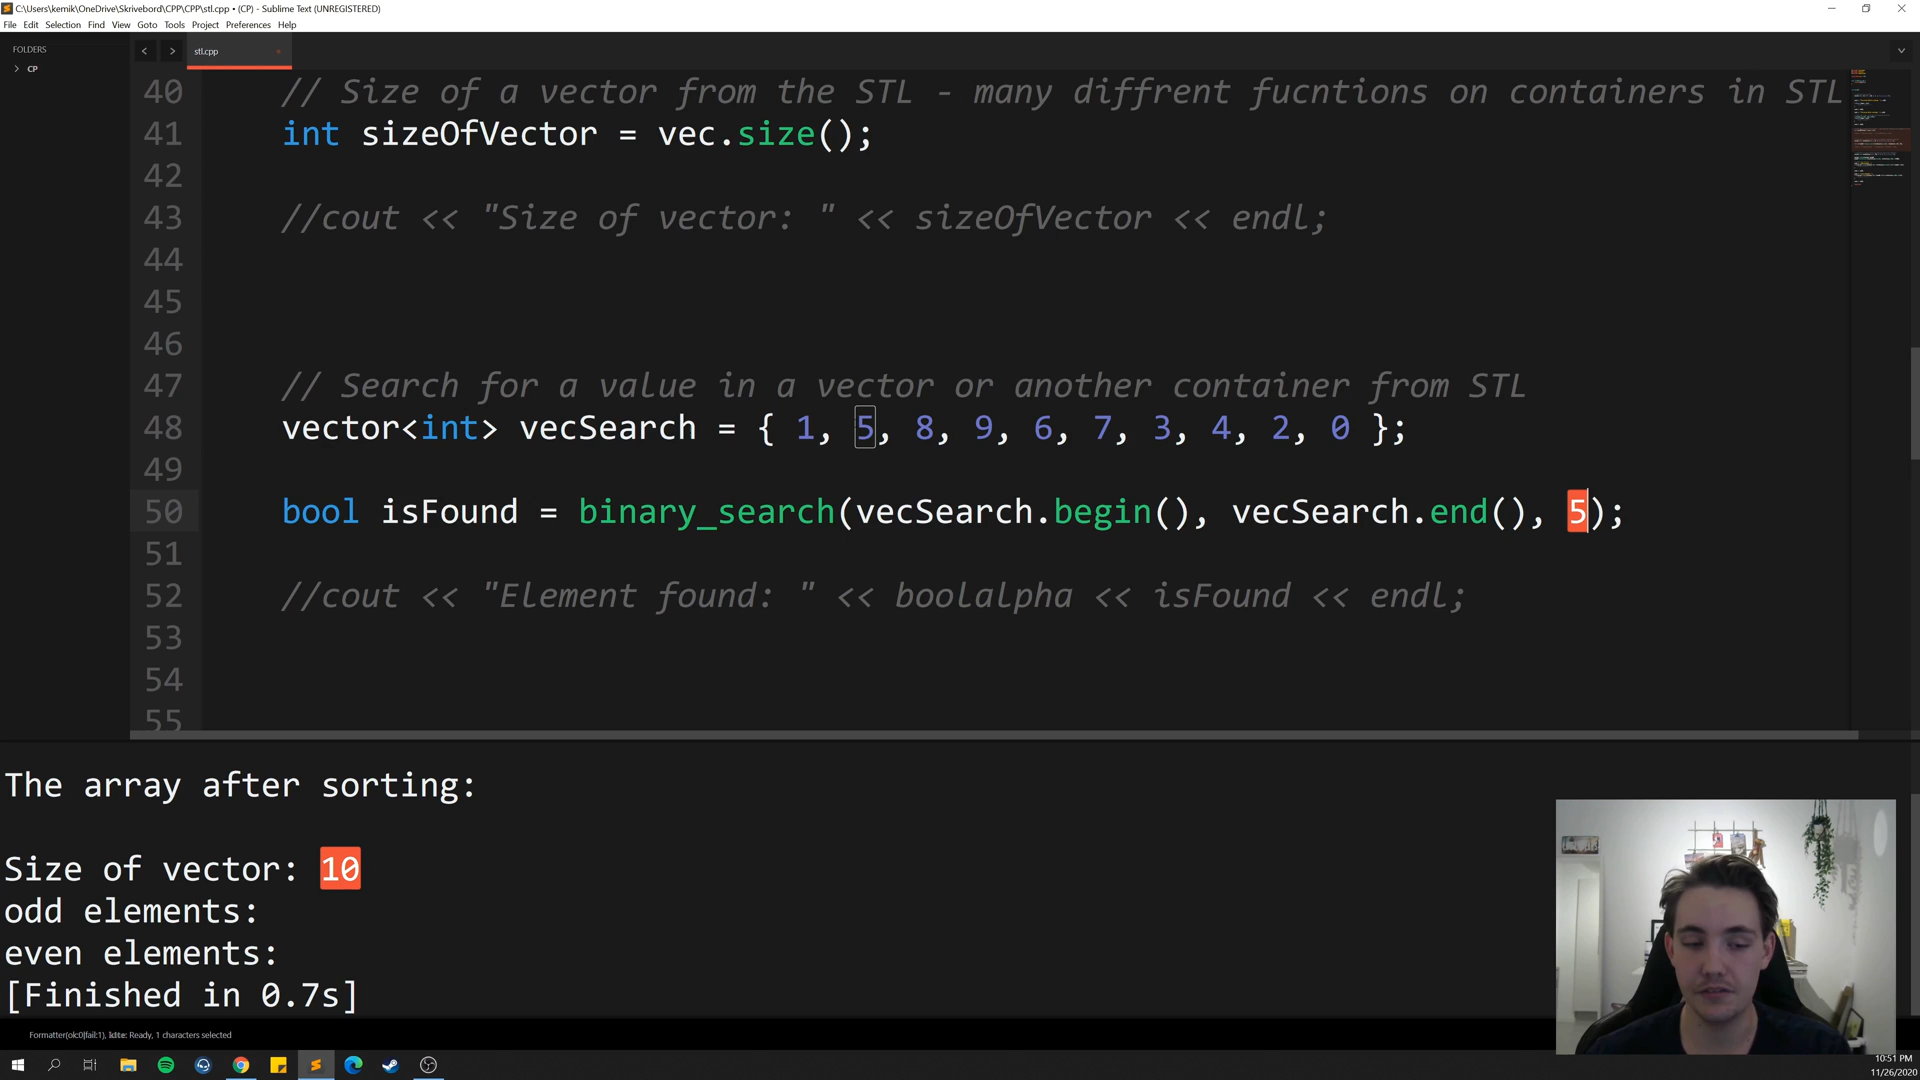 C:\Users\kemik\OneDrive\Skrivebord\CPP\CPP\stl.cpp • (CP) - Sublime Text (UNREGISTERED)
File Edit Selection Find View Goto Tools Project Preferences Help
FOLDERS
CP
stl.cpp
40 // Size of a vector from the STL - many diffrent fucntions on containers in STL
41 int sizeOfVector = vec.size();
42
43 //cout << "Size of vector: " << sizeOfVector << endl;
44
45
46
47 // Search for a value in a vector or another container from STL
48 vector<int> vecSearch = { 1, 5, 8, 9, 6, 7, 3, 4, 2, 0 };
49
50 bool isFound = binary_search(vecSearch.begin(), vecSearch.end(), 5);
51
52 //cout << "Element found: " << boolalpha << isFound << endl;
53
54
55
The array after sorting:
Size of vector: 10
odd elements:
even elements:
[Finished in 0.7s]
Ready, 1 characters selected
10:51 PM
11/26/2020